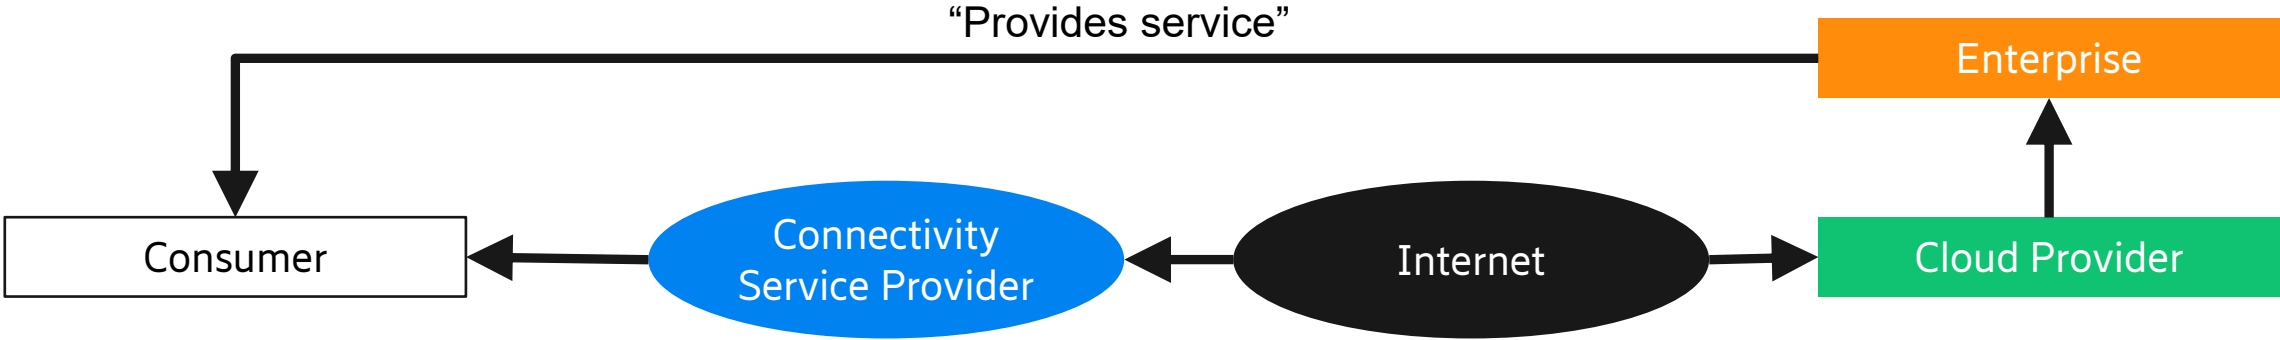 “Provides service”
Enterprise
Consumer
Connectivity
Service Provider
Internet
Cloud Provider